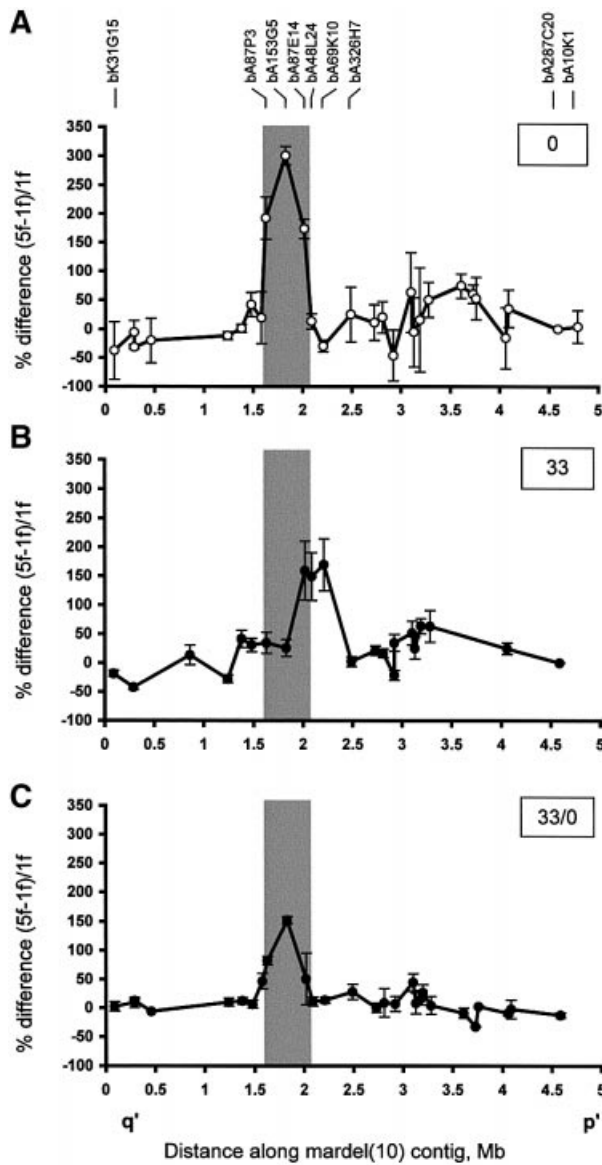 A
bK31G15
bA87P3
bA153G5
bA87E14
bA48L24
bA69K10
bA326H7
bA287C20
bA10K1
0
% difference (5f-1f)/1f
350
300
250
200
150
100
50
0
-50
-100
0 0.5 1 1.5 2 2.5 3 3.5 4 4.5 5
B
33
% difference (5f-1f)/1f
350
300
250
200
150
100
50
0
-50
-100
0 0.5 1 1.5 2 2.5 3 3.5 4 4.5 5
C
33/0
% difference (5f-1f)/1f
350
300
250
200
150
100
50
0
-50
-100
0 0.5 1 1.5 2 2.5 3 3.5 4 4.5 5
q' p'
Distance along mardel(10) contig, Mb